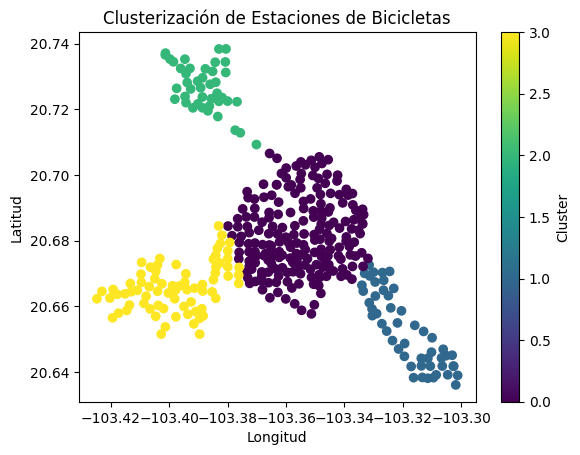 Clusterización de Estaciones de Bicicletas
20.74
20.72
20.70
20.68
20.66
20.64
Latitud
−103.42 −103.40 −103.38 −103.36 −103.34 −103.32 −103.30
Longitud
3.0
2.5
2.0
1.5
1.0
0.5
0.0
Cluster